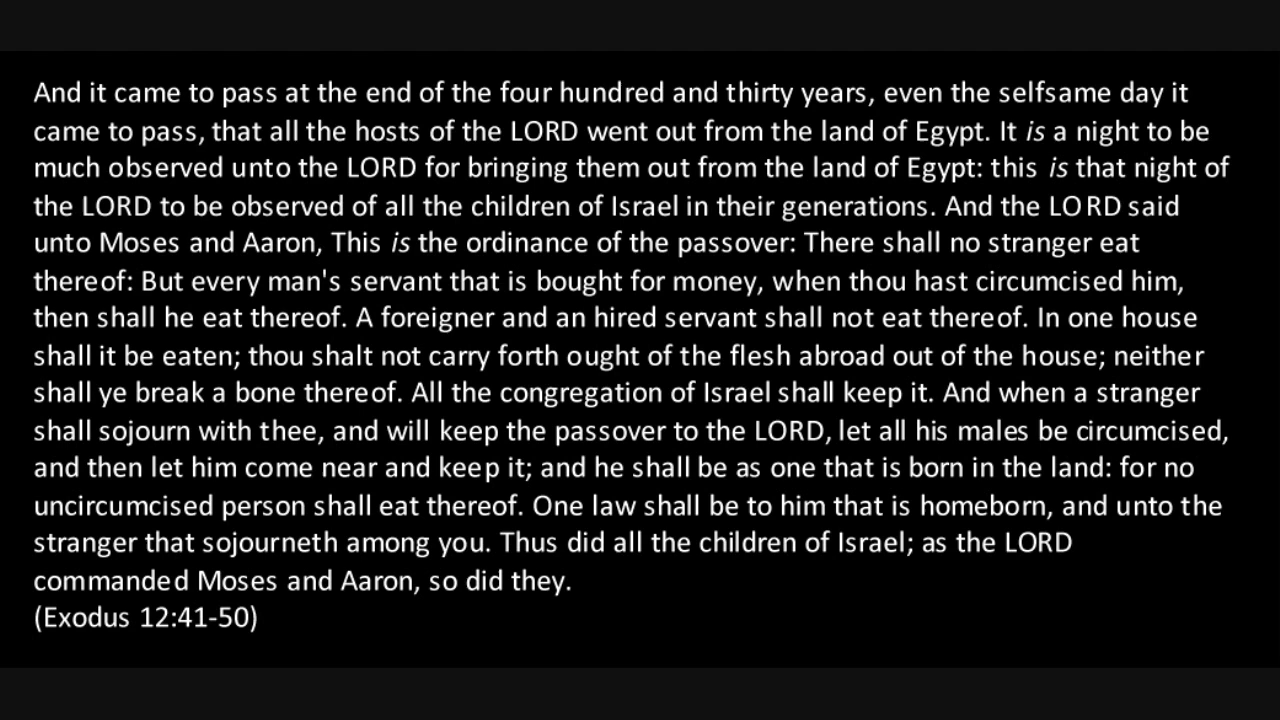 And it came to pass at the end of the four hundred and thirty years, even the selfsame day it
came to pass, that all the hosts of the LORD went out from the land of Egypt. It is a night to be
much observed unto the LORD for bringing them out from the land of Egypt: this is that night of
the LORD to be observed of all the children of Israel in their generations. And the LORD said
unto Moses and Aaron, This is the ordinance of the passover: There shall no stranger eat
thereof: But every man's servant that is bought for money, when thou hast circumcised him,
then shall he eat thereof. A foreigner and an hired servant shall not eat thereof. In one house
shall it be eaten; thou shalt not carry forth ought of the flesh abroad out of the house; neither
shall ye break a bone thereof. All the congregation of Israel shall keep it. And when a stranger
shall sojourn with thee, and will keep the passover to the LORD, let all his males be circumcised,
and then let him come near and keep it; and he shall be as one that is born in the land: for no
uncircumcised person shall eat thereof. One law shall be to him that is homeborn, and unto the
stranger that sojourneth among you. Thus did all the children of Israel; as the LORD
commanded Moses and Aaron, so did they.
(Exodus 12:41-50)